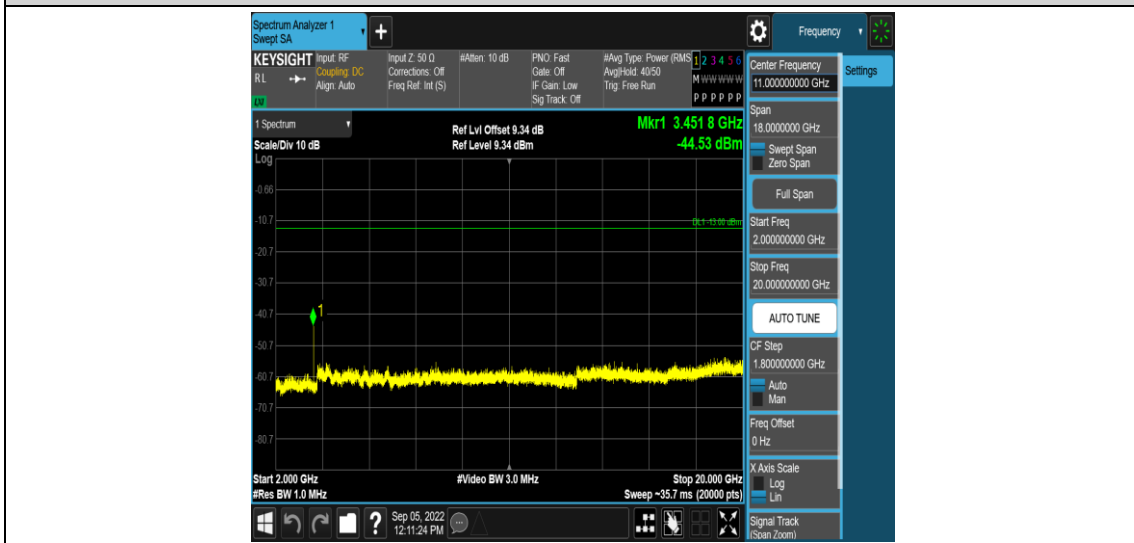 Spectrum Analyzer 1
Swept SA
+
Frequency
KEYSIGHT
RL
LXI
Input: RF
Coupling: DC
Align: Auto
Input Z: 50 Ω
Corrections: Off
Freq Ref: Int (S)
#Atten: 10 dB
PNO: Fast
Gate: Off
IF Gain: Low
Sig Track: Off
#Avg Type: Power (RMS
Avg|Hold: 40/50
Trig: Free Run
1 2 3 4 5 6
M W W W W W
P P P P P P
1 Spectrum
Scale/Div 10 dB
Log
Ref Lvl Offset 9.34 dB
Ref Level 9.34 dBm
Mkr1 3.451 8 GHz
-44.53 dBm
-0.66
-10.7
DL1 -13.00 dBm
-20.7
-30.7
-40.7
1
-50.7
-60.7
-70.7
-80.7
Start 2.000 GHz
#Res BW 1.0 MHz
#Video BW 3.0 MHz
Stop 20.000 GHz
Sweep ~35.7 ms (20000 pts)
?
Sep 05, 2022
12:11:24 PM
Center Frequency
11.000000000 GHz
Settings
Span
18.0000000 GHz
Swept Span
Zero Span
Full Span
Start Freq
2.000000000 GHz
Stop Freq
20.000000000 GHz
AUTO TUNE
CF Step
1.800000000 GHz
Auto
Man
Freq Offset
0 Hz
X Axis Scale
Log
Lin
Signal Track
(Span Zoom)